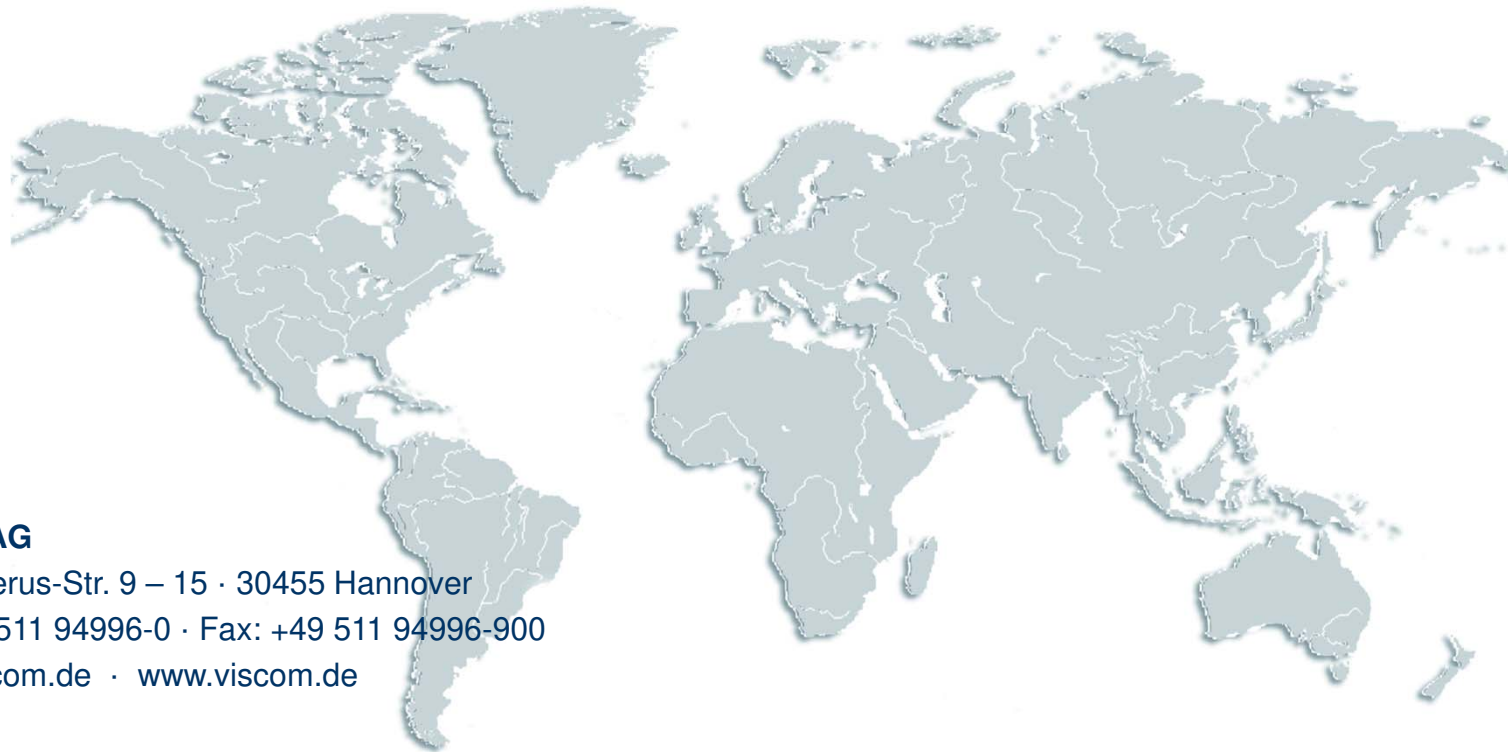 AG
erus-Str. 9 – 15 · 30455 Hannover
511 94996-0 · Fax: +49 511 94996-900
com.de · www.viscom.de